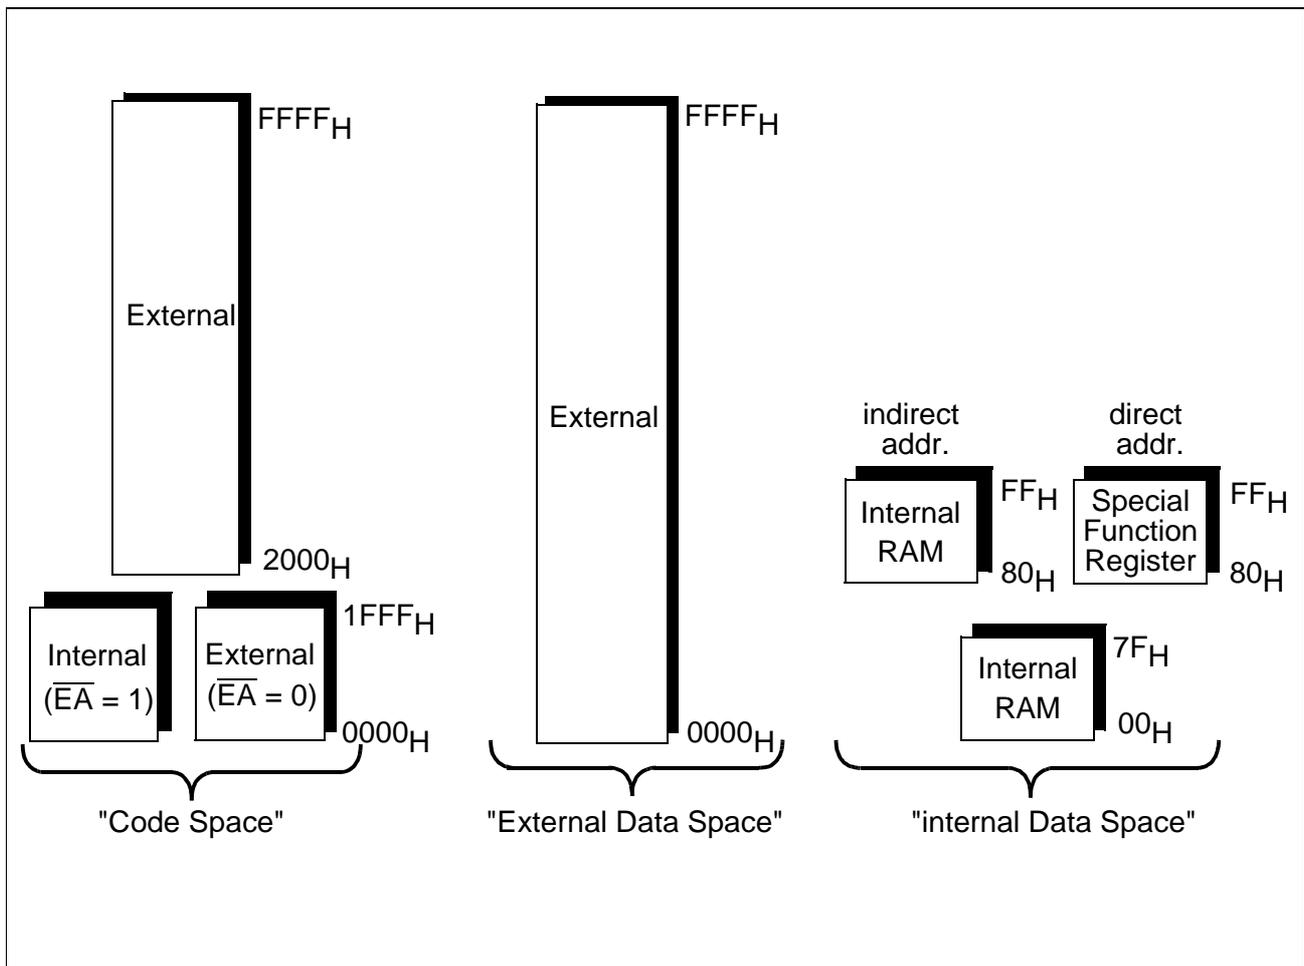 FFFFH
External
2000H
Internal
(EA = 1)
External
(EA = 0)
1FFFH
0000H
"Code Space"
FFFFH
External
0000H
"External Data Space"
indirect
addr.
Internal
RAM
FFH
80H
direct
addr.
Special
Function
Register
FFH
80H
Internal
RAM
7FH
00H
"internal Data Space"